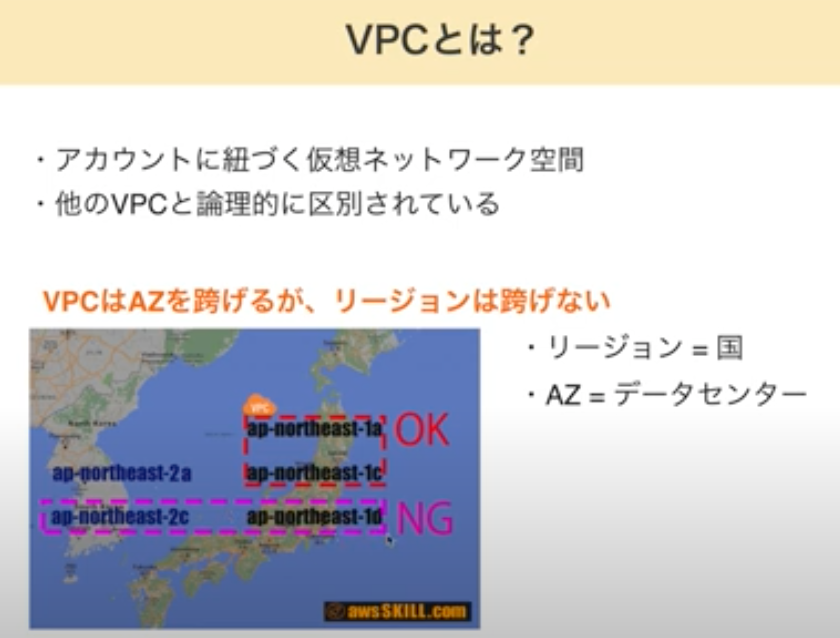 VPCとは？
・アカウントに紐づく仮想ネットワーク空間
・他のVPCと論理的に区別されている
VPCはAZを跨げるが、リージョンは跨げない
・リージョン = 国
・AZ = データセンター
VPC
ap-northeast-1a OK
North Korea
ap-northeast-2a ap-northeast-1c
ap-northeast-2c ap-northeast-1d NG
awsSKILL.com